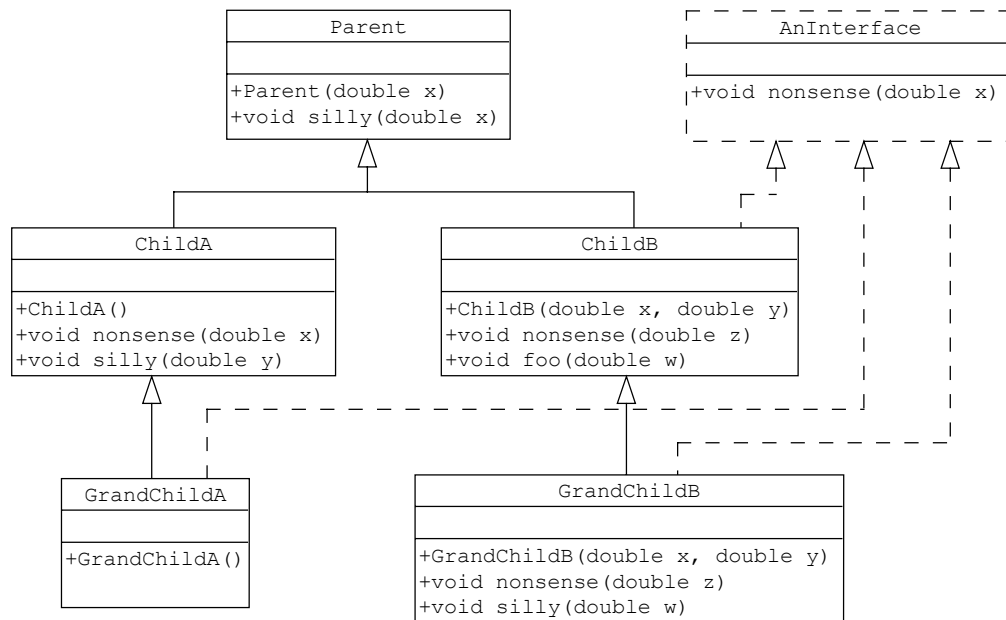 Parent
+Parent(double x)
+void silly(double x)
AnInterface
+void nonsense(double x)
ChildA
+ChildA()
+void nonsense(double x)
+void silly(double y)
ChildB
+ChildB(double x, double y)
+void nonsense(double z)
+void foo(double w)
GrandChildA
+GrandChildA()
GrandChildB
+GrandChildB(double x, double y)
+void nonsense(double z)
+void silly(double w)